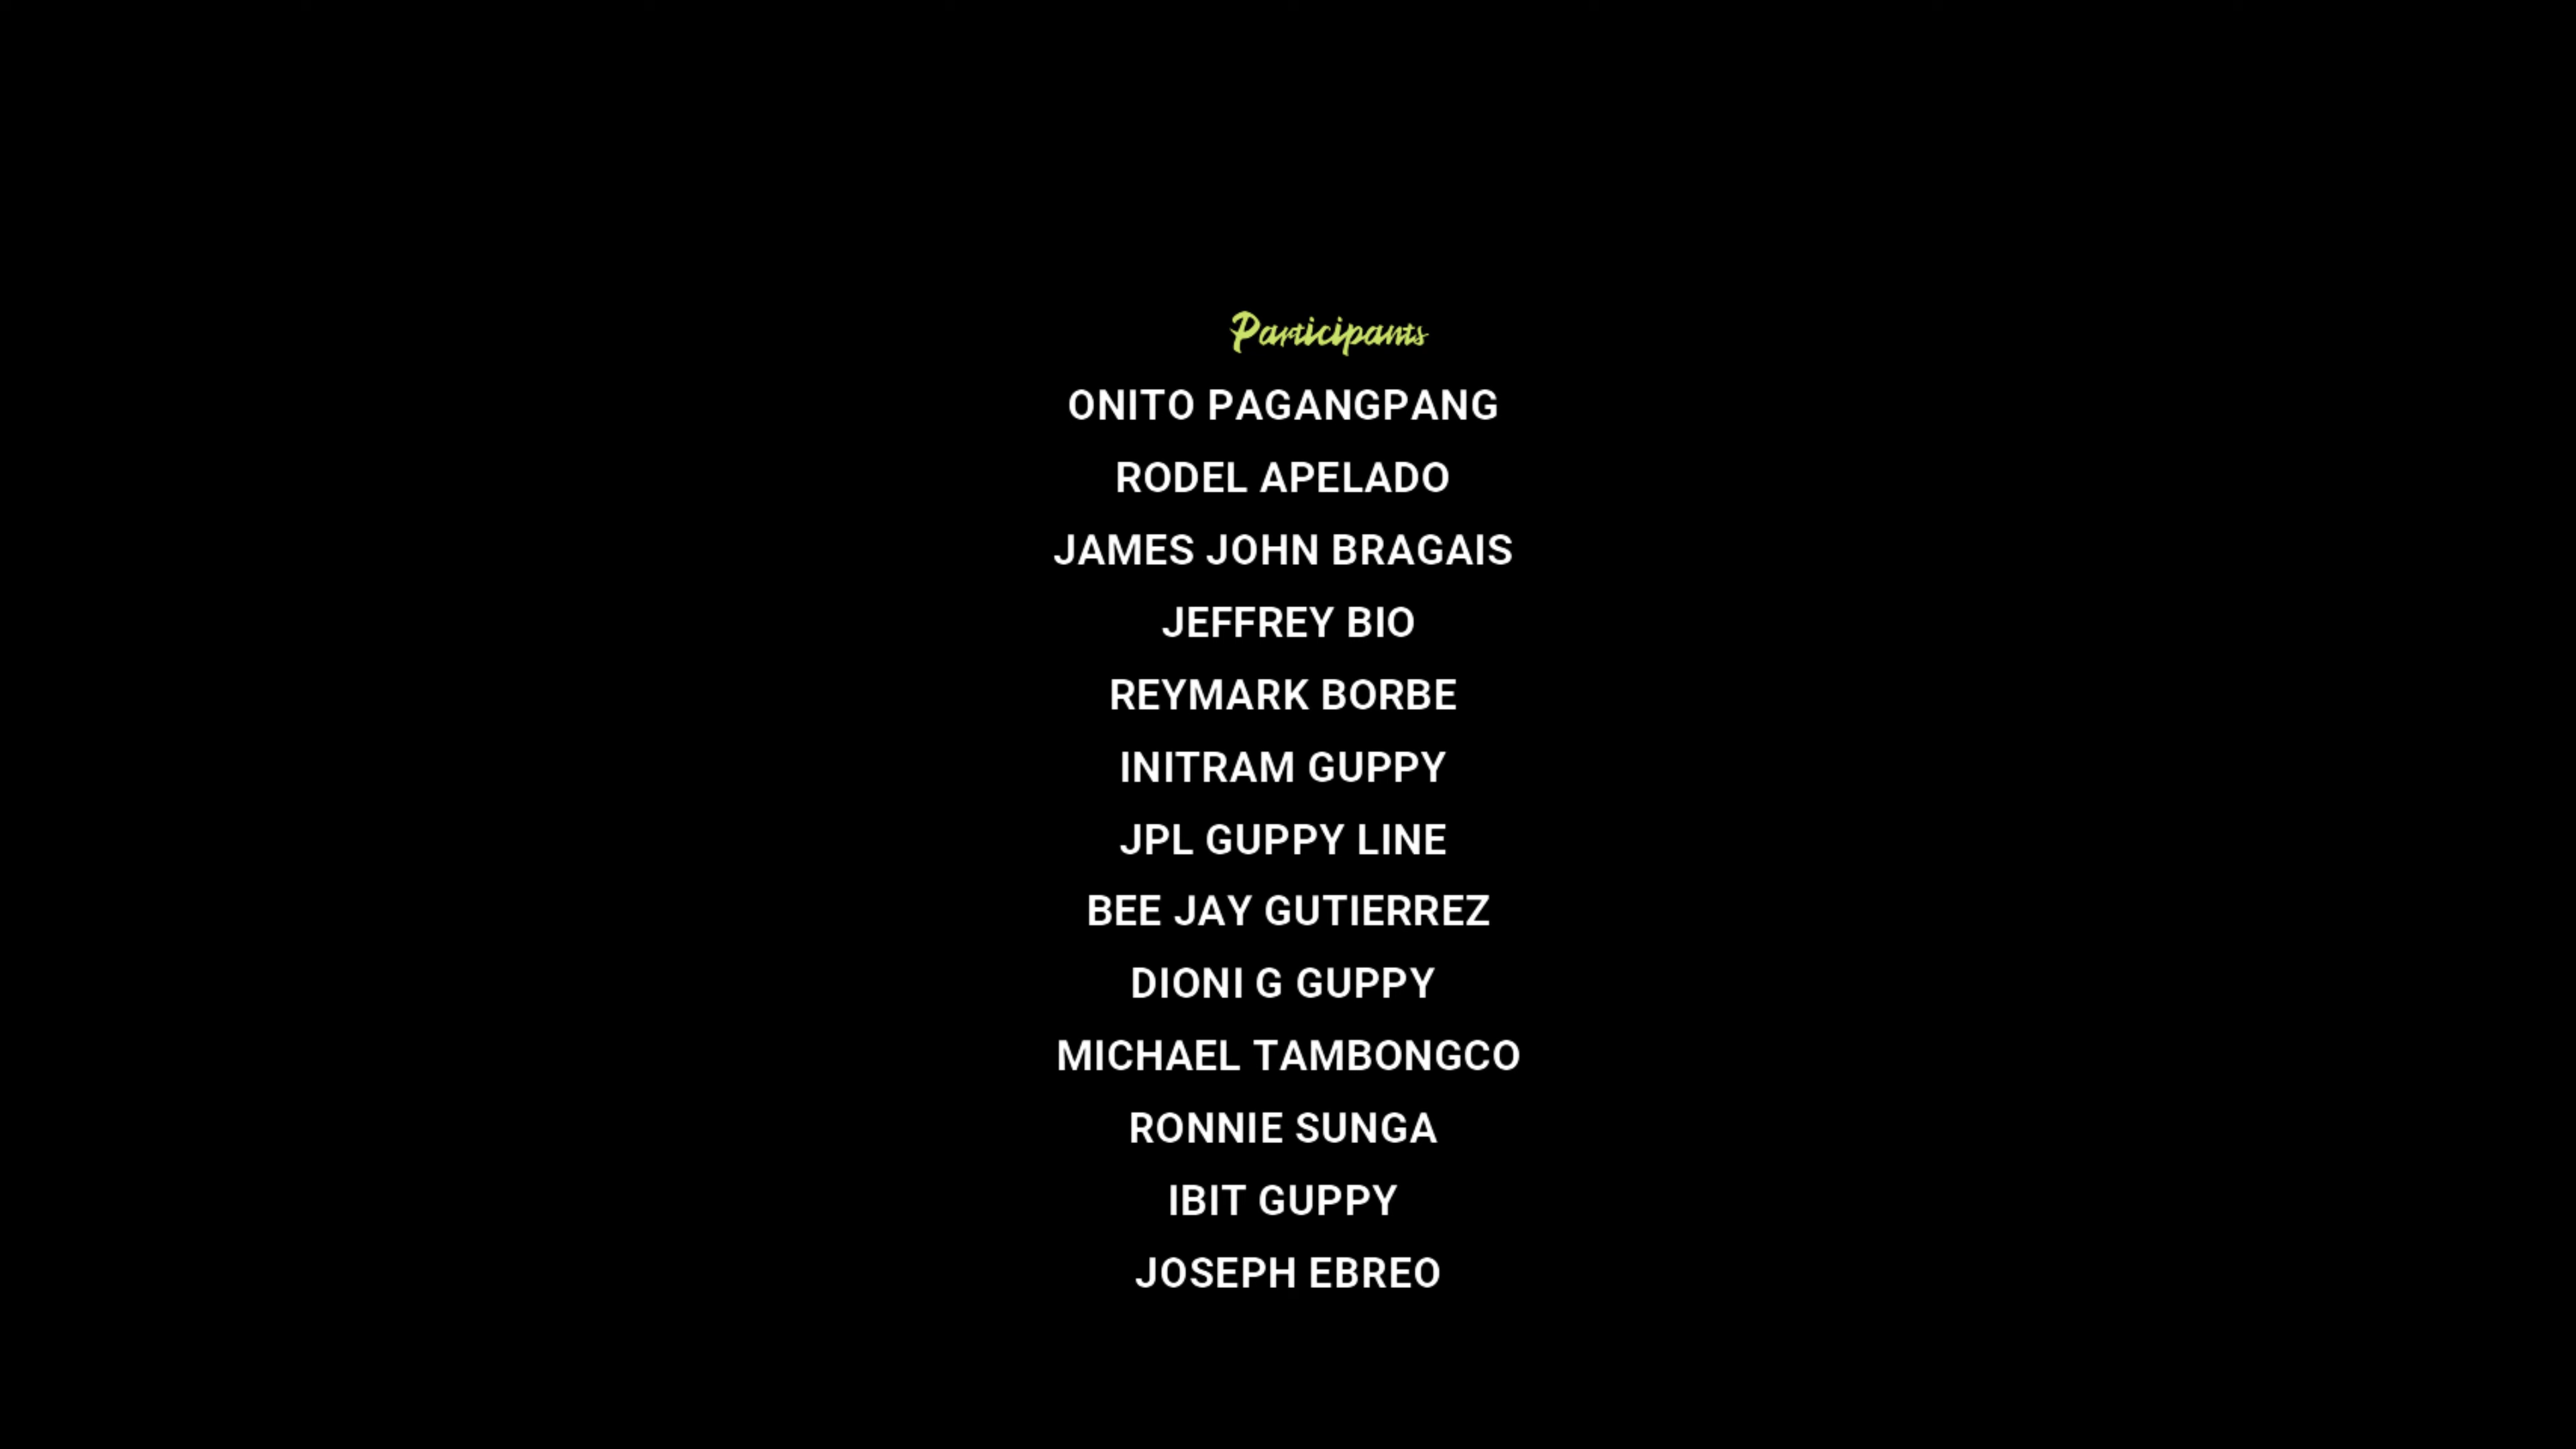 Participants
ONITO PAGANGPANG
RODEL APELADO
JAMES JOHN BRAGAIS
JEFFREY BIO
REYMARK BORBE
INITRAM GUPPY
JPL GUPPY LINE
BEE JAY GUTIERREZ
DIONI G GUPPY
MICHAEL TAMBONGCO
RONNIE SUNGA
IBIT GUPPY
JOSEPH EBREO